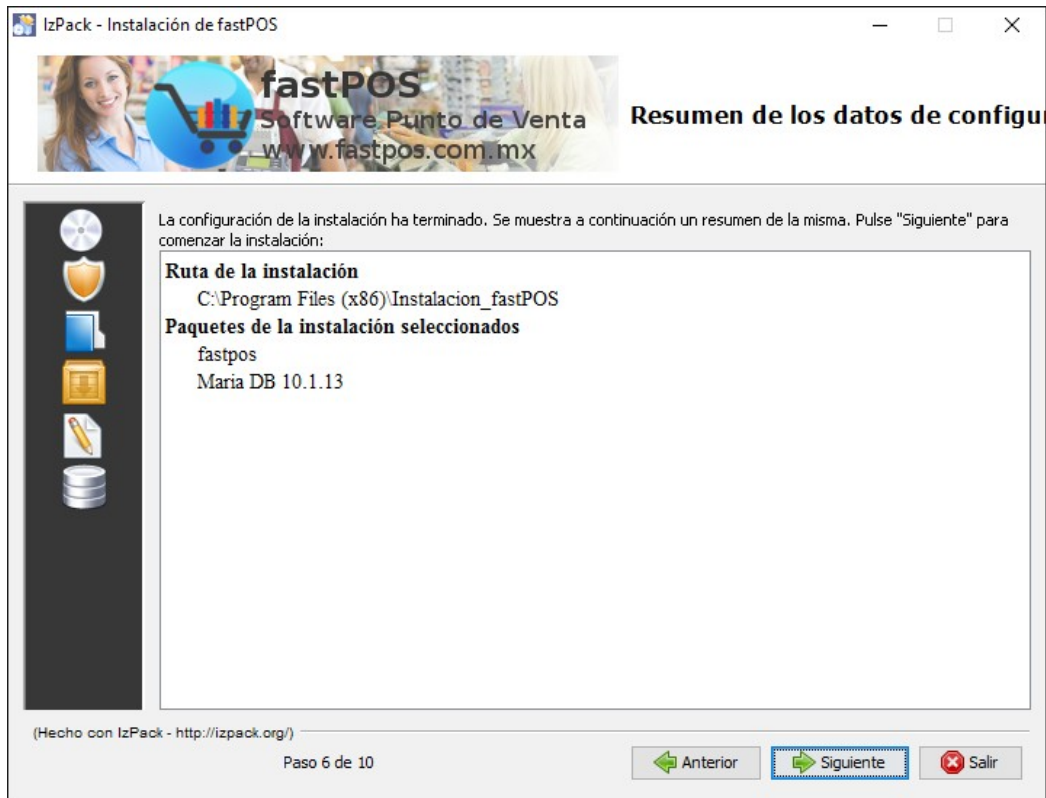 IzPack - Instalación de fastPOS
fastPOS
Software Punto de Venta
www.fastpos.com.mx
Resumen de los datos de configu
La configuración de la instalación ha terminado. Se muestra a continuación un resumen de la misma. Pulse "Siguiente" para
comenzar la instalación:
Ruta de la instalación
C:\Program Files (x86)\Instalacion_fastPOS
Paquetes de la instalación seleccionados
fastpos
Maria DB 10.1.13
(Hecho con IzPack - http://izpack.org/)
Paso 6 de 10
Anterior
Siguiente
Salir